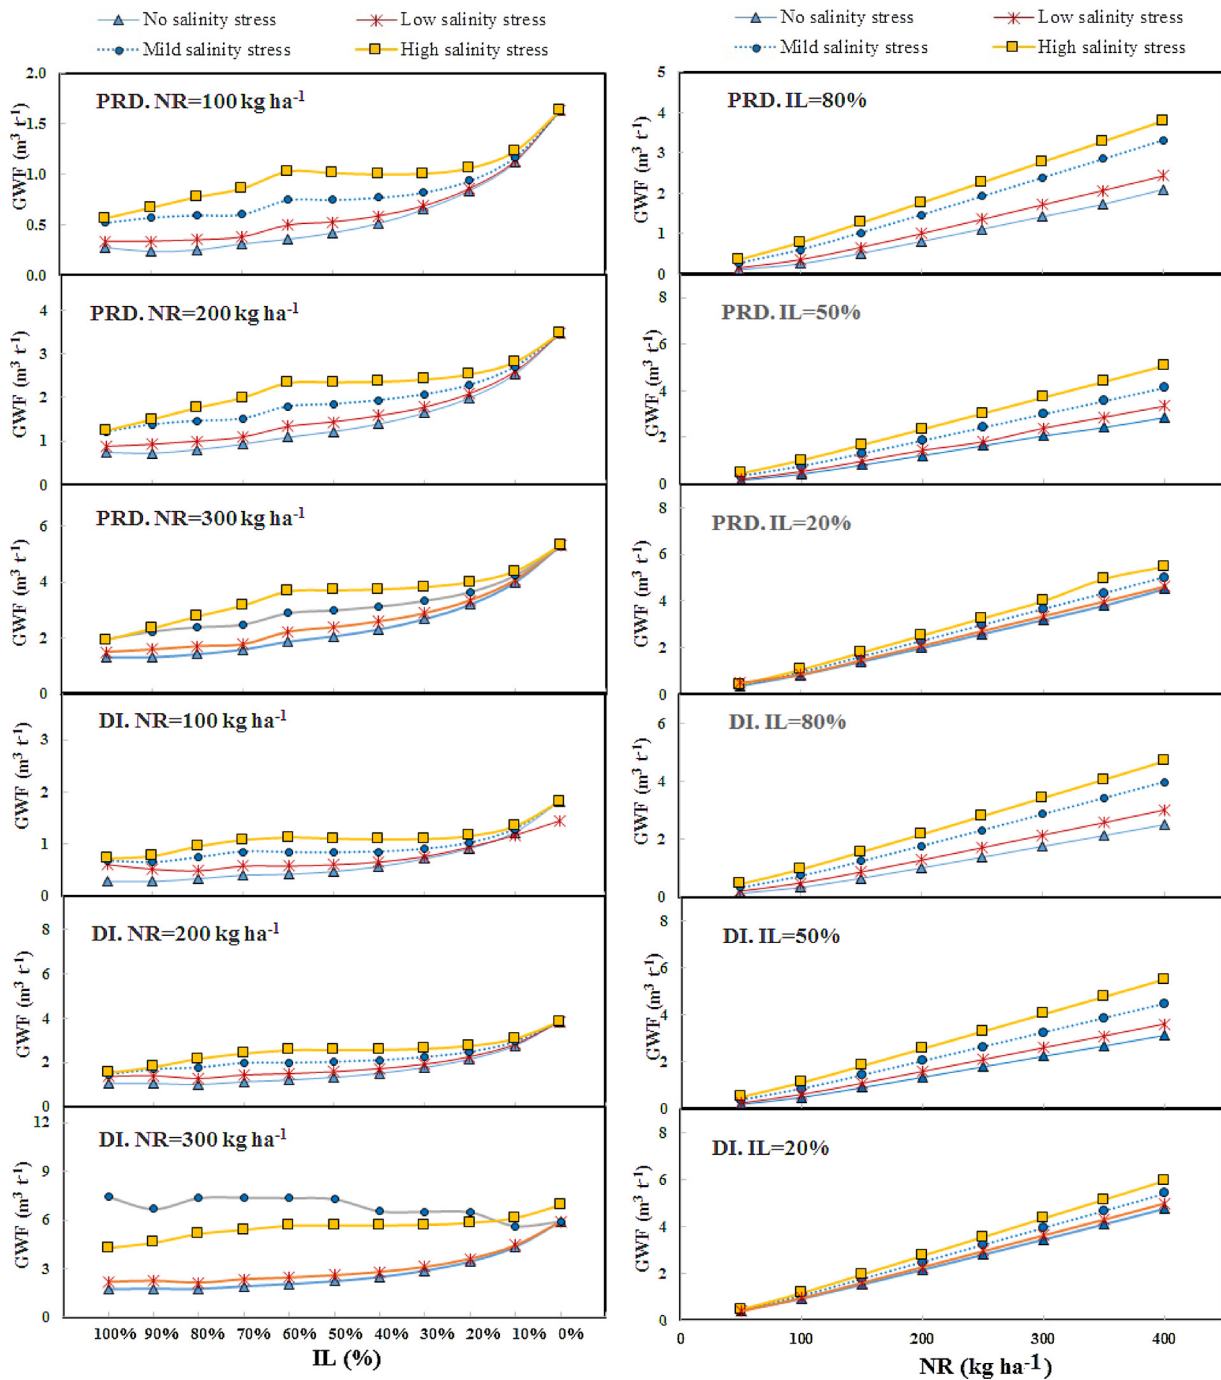 No salinity stress
Low salinity stress
Mild salinity stress
High salinity stress
GWF (m³ t⁻¹)
2.0
1.5
1.0
0.5
0.0
PRD. NR=100 kg ha⁻¹
GWF (m³ t⁻¹)
4
3
2
1
0
PRD. NR=200 kg ha⁻¹
GWF (m³ t⁻¹)
6
4
2
0
PRD. NR=300 kg ha⁻¹
GWF (m³ t⁻¹)
3
2
1
0
DI. NR=100 kg ha⁻¹
GWF (m³ t⁻¹)
8
6
4
2
0
DI. NR=200 kg ha⁻¹
GWF (m³ t⁻¹)
12
9
6
3
0
DI. NR=300 kg ha⁻¹
100% 90% 80% 70% 60% 50% 40% 30% 20% 10% 0%
IL (%)
No salinity stress
Low salinity stress
Mild salinity stress
High salinity stress
GWF (m³ t⁻¹)
5
4
3
2
1
0
PRD. IL=80%
GWF (m³ t⁻¹)
8
6
4
2
0
PRD. IL=50%
GWF (m³ t⁻¹)
8
6
4
2
0
PRD. IL=20%
GWF (m³ t⁻¹)
6
4
2
0
DI. IL=80%
GWF (m³ t⁻¹)
8
6
4
2
0
DI. IL=50%
GWF (m³ t⁻¹)
8
6
4
2
0
DI. IL=20%
0 100 200 300 400
NR (kg ha⁻¹)